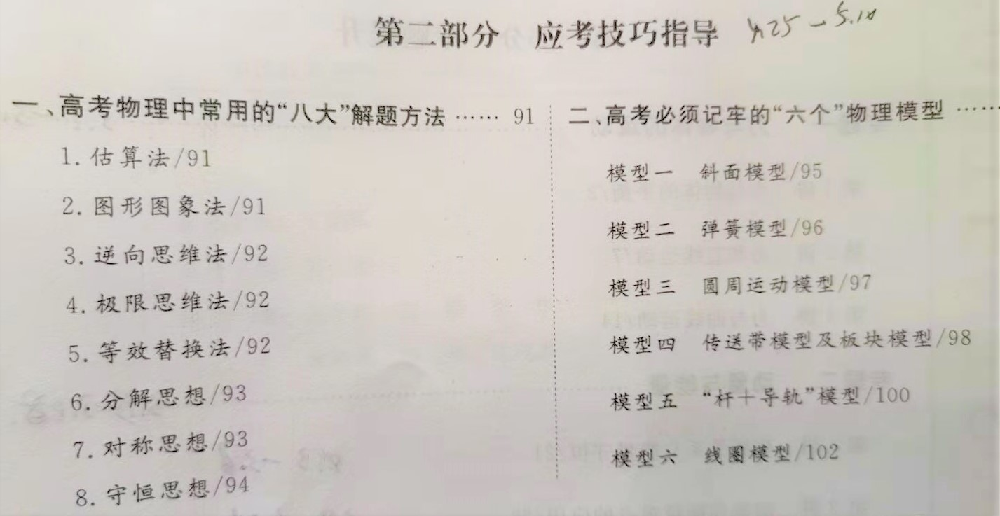 第二部分 应考技巧指导 4.25-5.10
一、高考物理中常用的“八大”解题方法 …… 91
1. 估算法/91
2. 图形图象法/91
3. 逆向思维法/92
4. 极限思维法/92
5. 等效替换法/92
6. 分解思想/93
7. 对称思想/93
8. 守恒思想/94
二、高考必须记牢的“六个”物理模型 ……
模型一 斜面模型/95
模型二 弹簧模型/96
模型三 圆周运动模型/97
模型四 传送带模型及板块模型/98
模型五 “杆＋导轨”模型/100
模型六 线圈模型/102